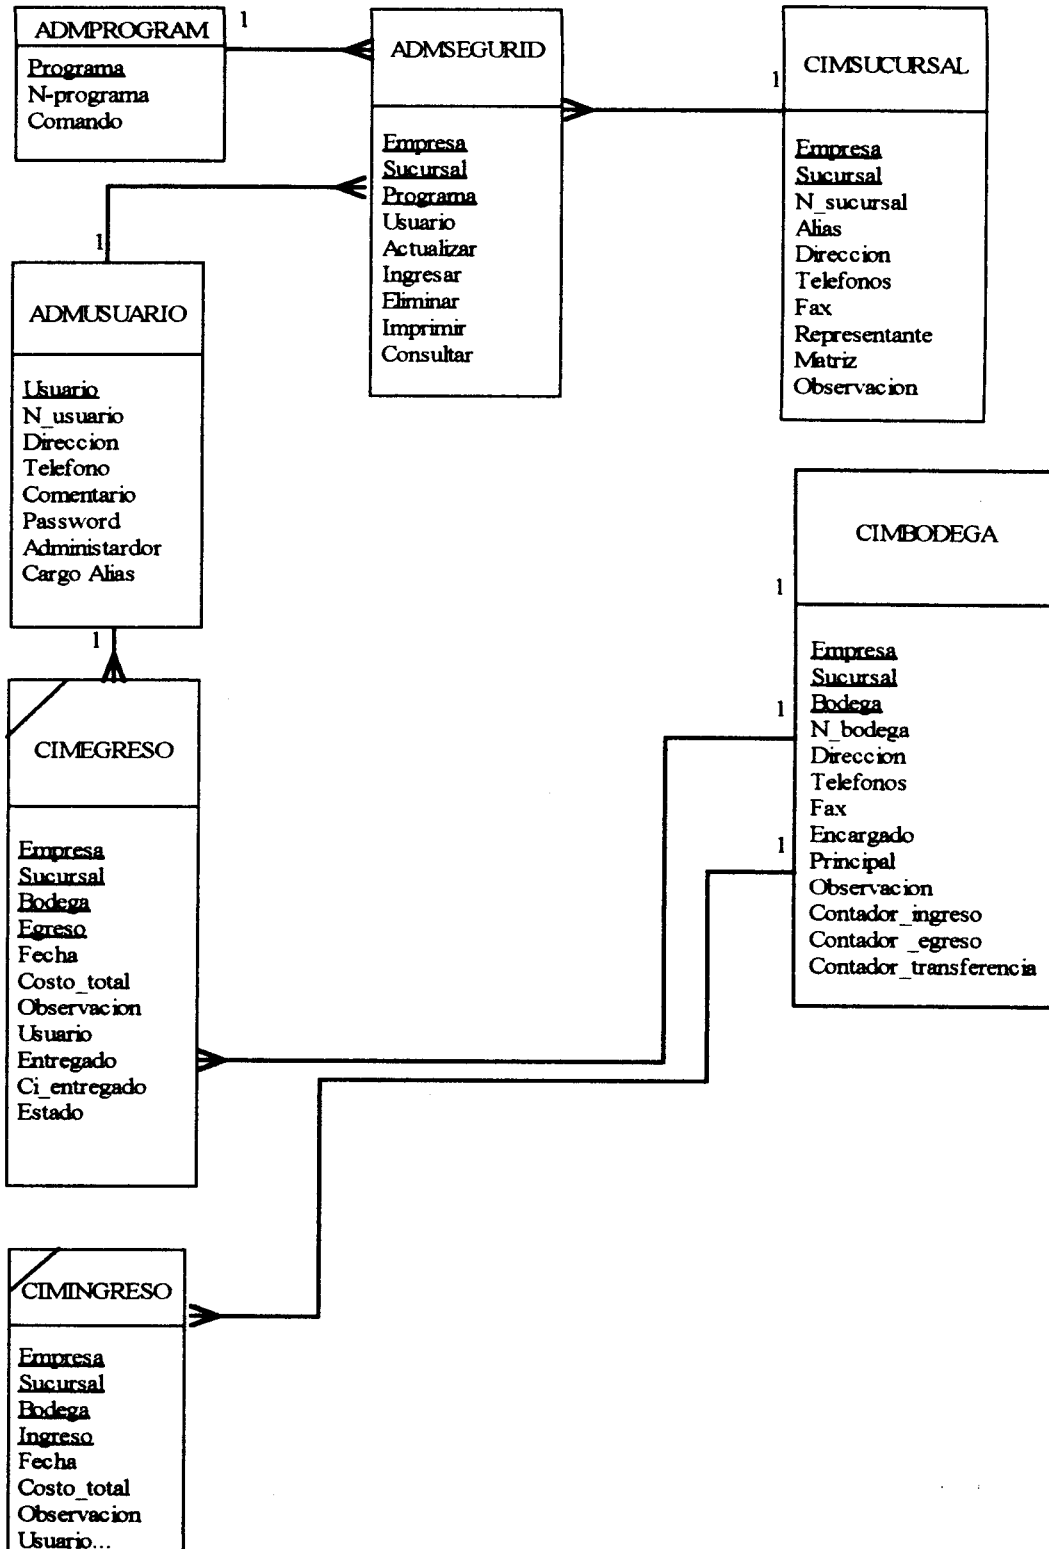 ADMPROGRAM
Programa
N-programa
Comando
1
ADMSEGURID
Empresa
Sucursal
Programa
Usuario
Actualizar
Ingresar
Eliminar
Imprimir
Consultar
1
CIMSUCURSAL
Empresa
Sucursal
N_sucursal
Alias
Direccion
Telefonos
Fax
Representante
Matriz
Observacion
1
ADMUSUARIO
Usuario
N_usuario
Direccion
Telefono
Comentario
Password
Administardor
Cargo Alias
1
CIMBODEGA
1
Empresa
Sucursal
Bodega
N_bodega
Direccion
Telefonos
Fax
Encargado
Principal
Observacion
Contador_ingreso
Contador _egreso
Contador_transferencia
1
1
CIMEGRESO
Empresa
Sucursal
Bodega
Egreso
Fecha
Costo_total
Observacion
Usuario
Entregado
Ci_entregado
Estado
CIMINGRESO
Empresa
Sucursal
Bodega
Ingreso
Fecha
Costo_total
Observacion
Usuario...